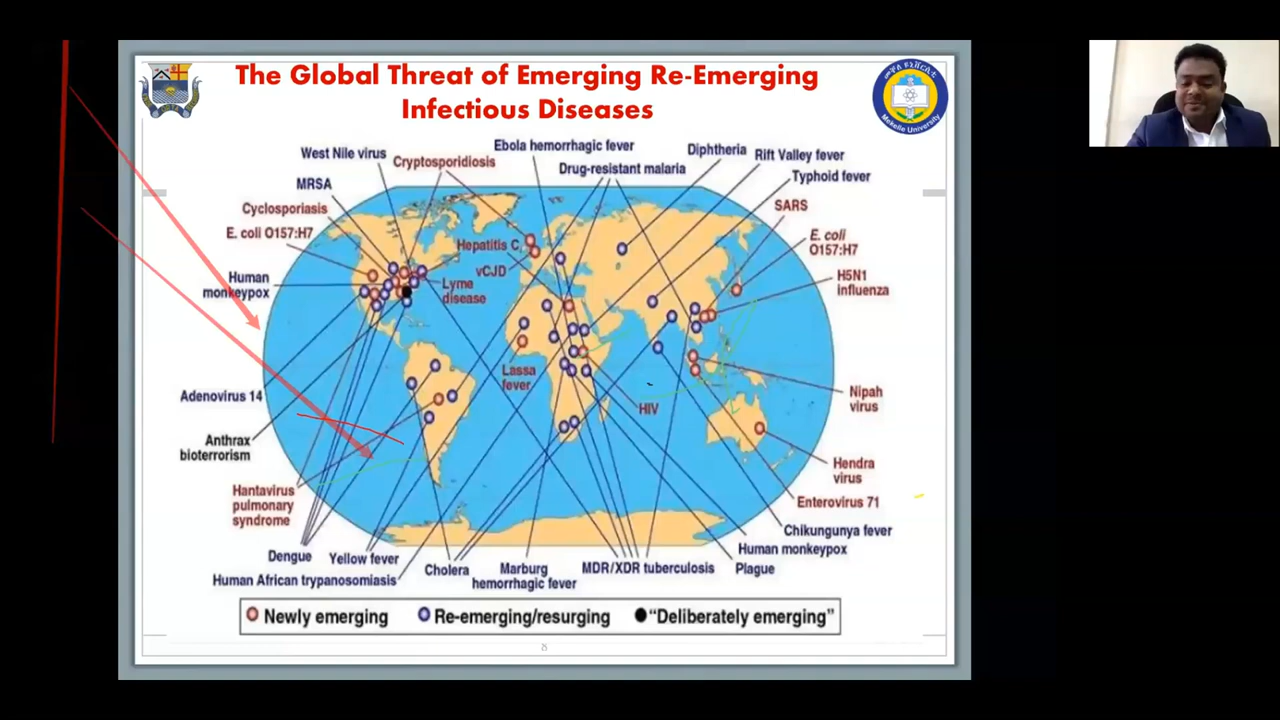 The Global Threat of Emerging Re-Emerging
Infectious Diseases
Mekelle University
Ebola hemorrhagic fever
Diphtheria
West Nile virus
Cryptosporidiosis
Drug-resistant malaria
Rift Valley fever
Typhoid fever
MRSA
SARS
Cyclosporiasis
E. coli O157:H7
Hepatitis C
E. coli
O157:H7
vCJD
Human
monkeypox
Lyme
disease
H5N1
influenza
Lassa
fever
Adenovirus 14
HIV
Nipah
virus
Anthrax
bioterrorism
Hantavirus
pulmonary
syndrome
Hendra
virus
Enterovirus 71
Chikungunya fever
Human monkeypox
Dengue
Yellow fever
Cholera
Marburg
hemorrhagic fever
MDR/XDR tuberculosis
Plague
Human African trypanosomiasis
Newly emerging
Re-emerging/resurging
“Deliberately emerging”